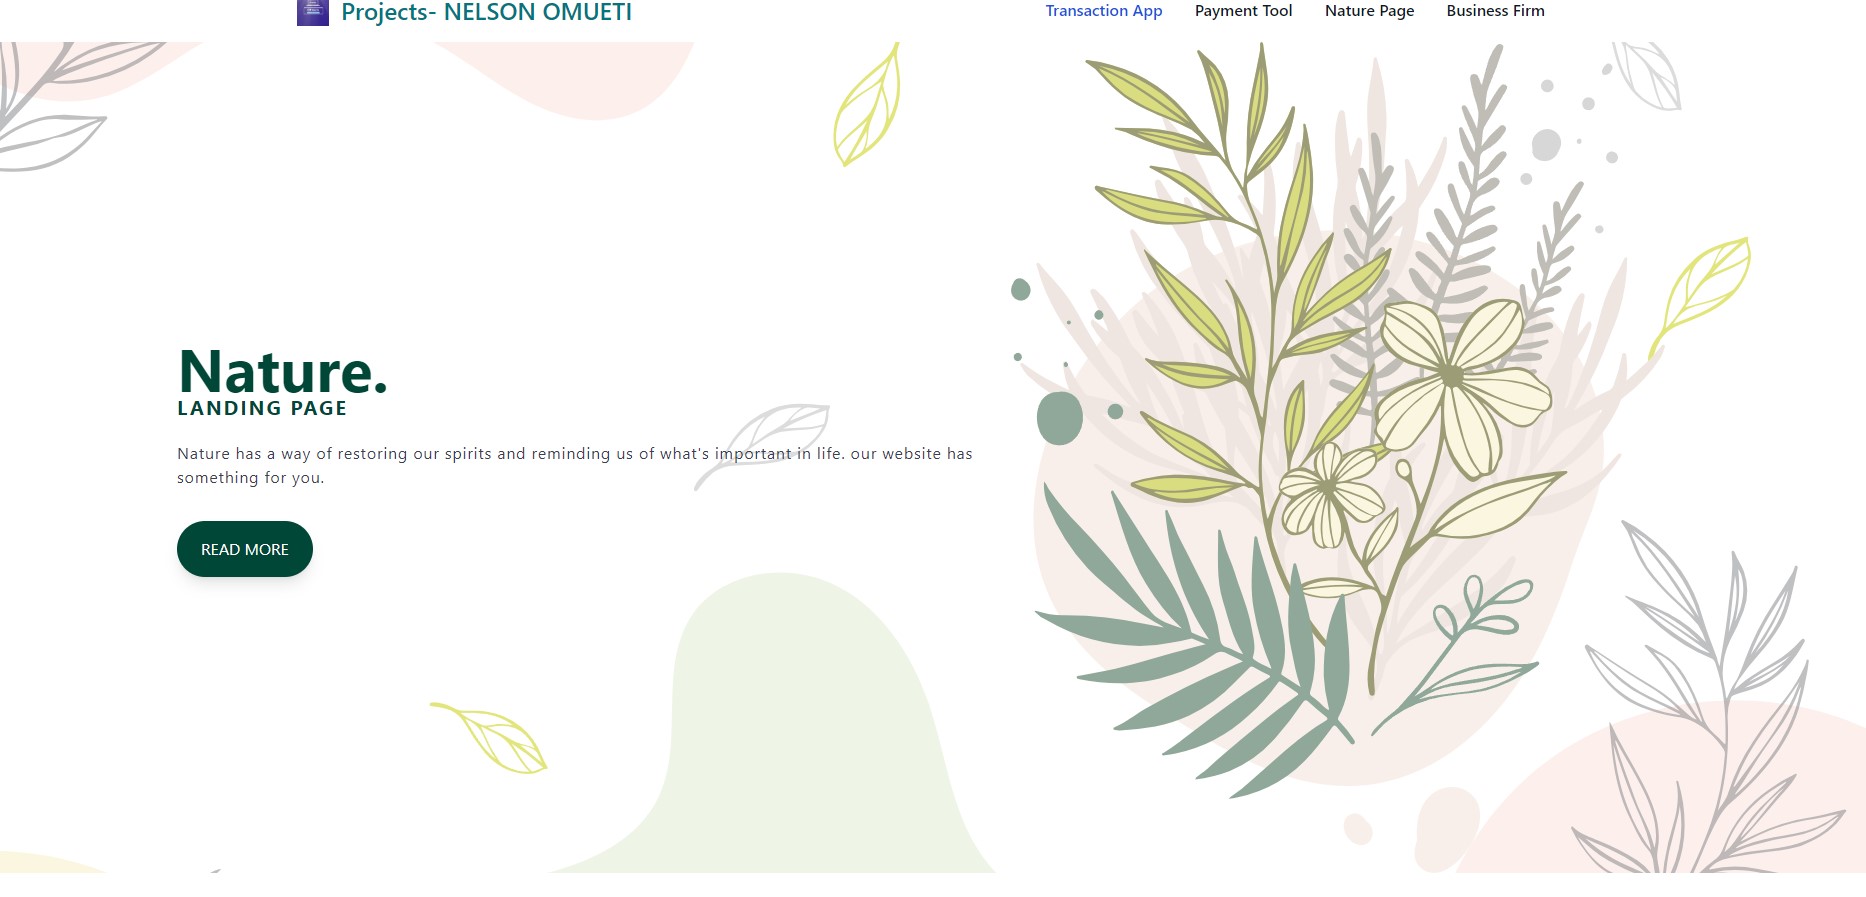 Projects- NELSON OMUETI
Transaction App
Payment Tool
Nature Page
Business Firm
Nature.
LANDING PAGE
Nature has a way of restoring our spirits and reminding us of what's important in life. our website has
something for you.
READ MORE